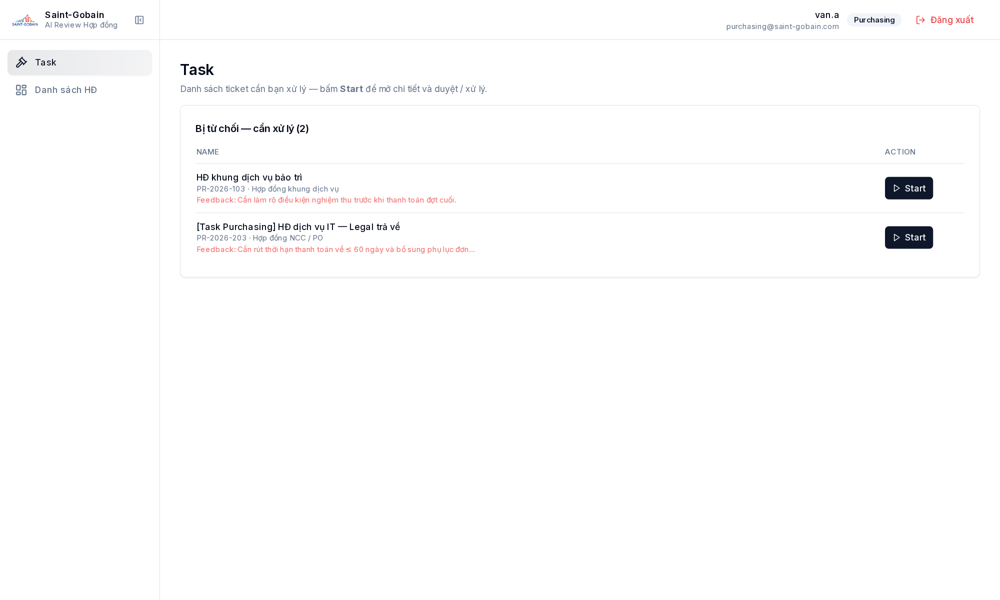 SAINT-GOBAIN
Saint-Gobain
AI Review Hợp đồng
van.a
purchasing@saint-gobain.com
Purchasing
Đăng xuất
Task
Danh sách HĐ
Task
Danh sách ticket cần bạn xử lý — bấm Start để mở chi tiết và duyệt / xử lý.
Bị từ chối — cần xử lý (2)
NAME
ACTION
HĐ khung dịch vụ bảo trì
PR-2026-103 · Hợp đồng khung dịch vụ
Feedback: Cần làm rõ điều kiện nghiệm thu trước khi thanh toán đợt cuối.
Start
[Task Purchasing] HĐ dịch vụ IT — Legal trả về
PR-2026-203 · Hợp đồng NCC / PO
Feedback: Cần rút thời hạn thanh toán về ≤ 60 ngày và bổ sung phụ lục đơn...
Start